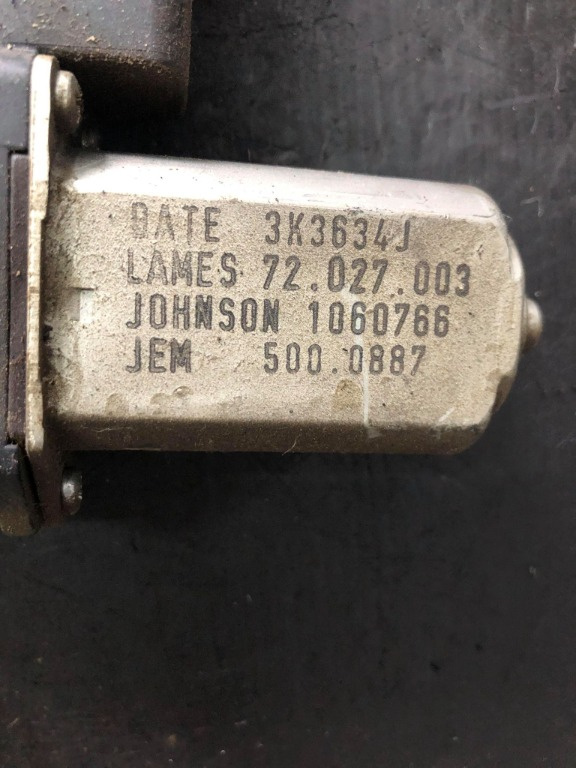 DATE 3K3634J
LAMES 72.027.003
JOHNSON 1060766
JEM 500.0887